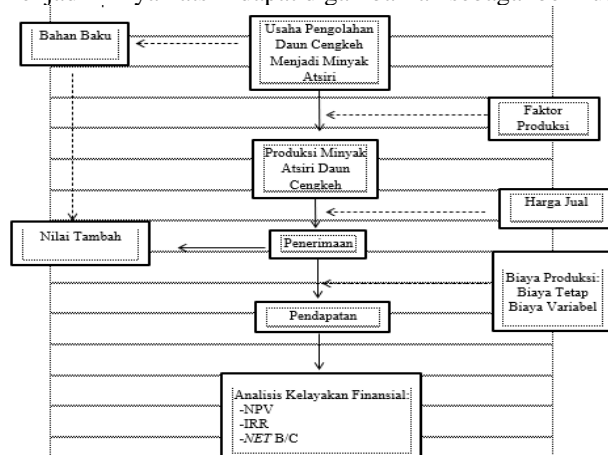 Bahan Baku
Usaha Pengolahan
Daun Cengkeh
Menjadi Minyak
Atsiri
Faktor
Produksi
Produksi Minyak
Atsiri Daun
Cengkeh
Harga Jual
Nilai Tambah
Penerimaan
Biaya Produksi:
Biaya Tetap
Biaya Variabel
Pendapatan
Analisis Kelayakan Finansial:
-NPV
-IRR
-NET B/C